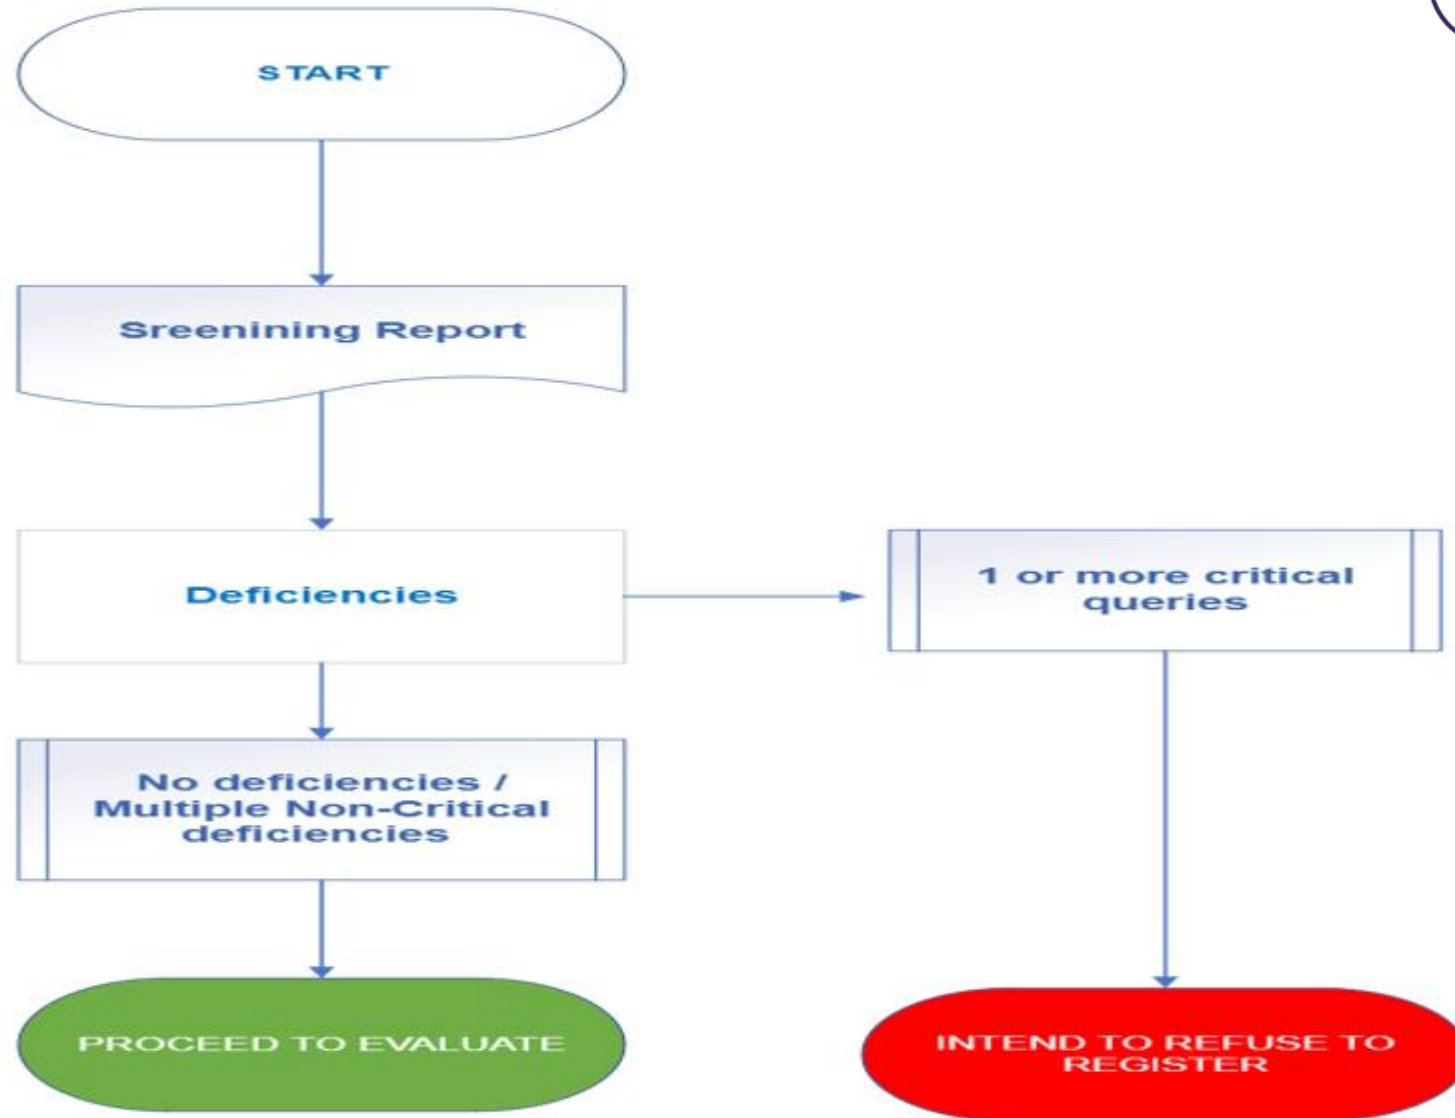 START
Sreenining Report
Deficiencies
1 or more critical
queries
No deficiencies /
Multiple Non-Critical
deficiencies
PROCEED TO EVALUATE
INTEND TO REFUSE TO
REGISTER